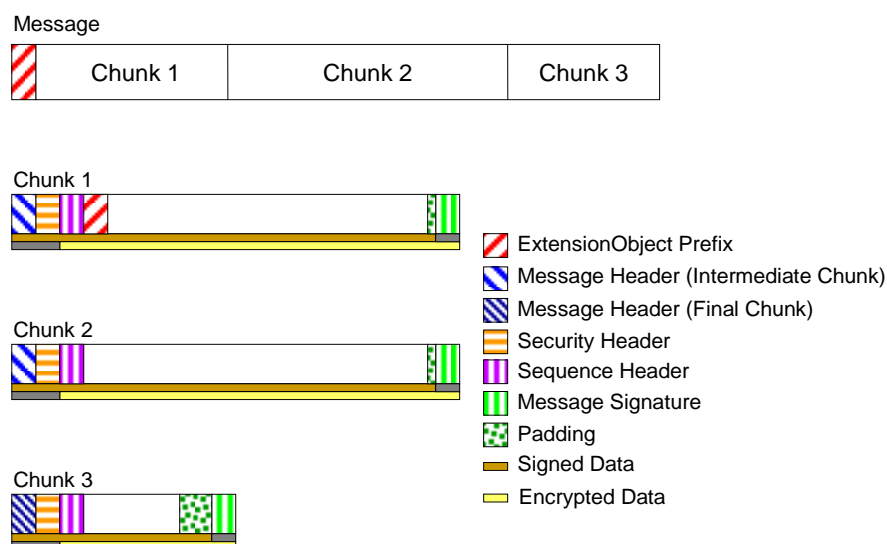 Message
Chunk 1
Chunk 2
Chunk 3
Chunk 1
ExtensionObject Prefix
Message Header (Intermediate Chunk)
Message Header (Final Chunk)
Chunk 2
Security Header
Sequence Header
Message Signature
Padding
Signed Data
Chunk 3
Encrypted Data